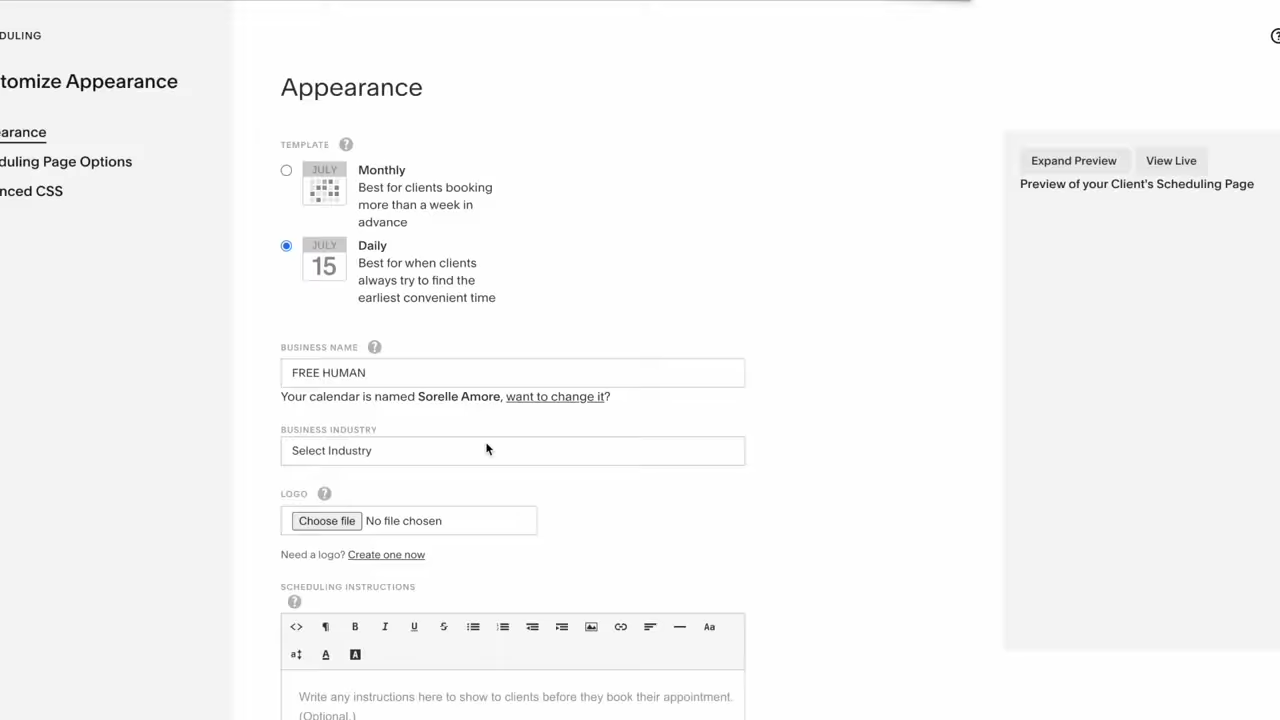 DULING
tomize Appearance
earance
duling Page Options
nced CSS
Appearance
TEMPLATE ?
JULY
Monthly
Best for clients booking
more than a week in
advance
JULY
15
Daily
Best for when clients
always try to find the
earliest convenient time
BUSINESS NAME ?
FREE HUMAN
Your calendar is named Sorelle Amore, want to change it?
BUSINESS INDUSTRY
Select Industry
LOGO ?
Choose file No file chosen
Need a logo? Create one now
SCHEDULING INSTRUCTIONS
?
<> ¶ B I U S Aa
a A A
Write any instructions here to show to clients before they book their appointment.
(Optional.)
?
Expand Preview View Live
Preview of your Client's Scheduling Page